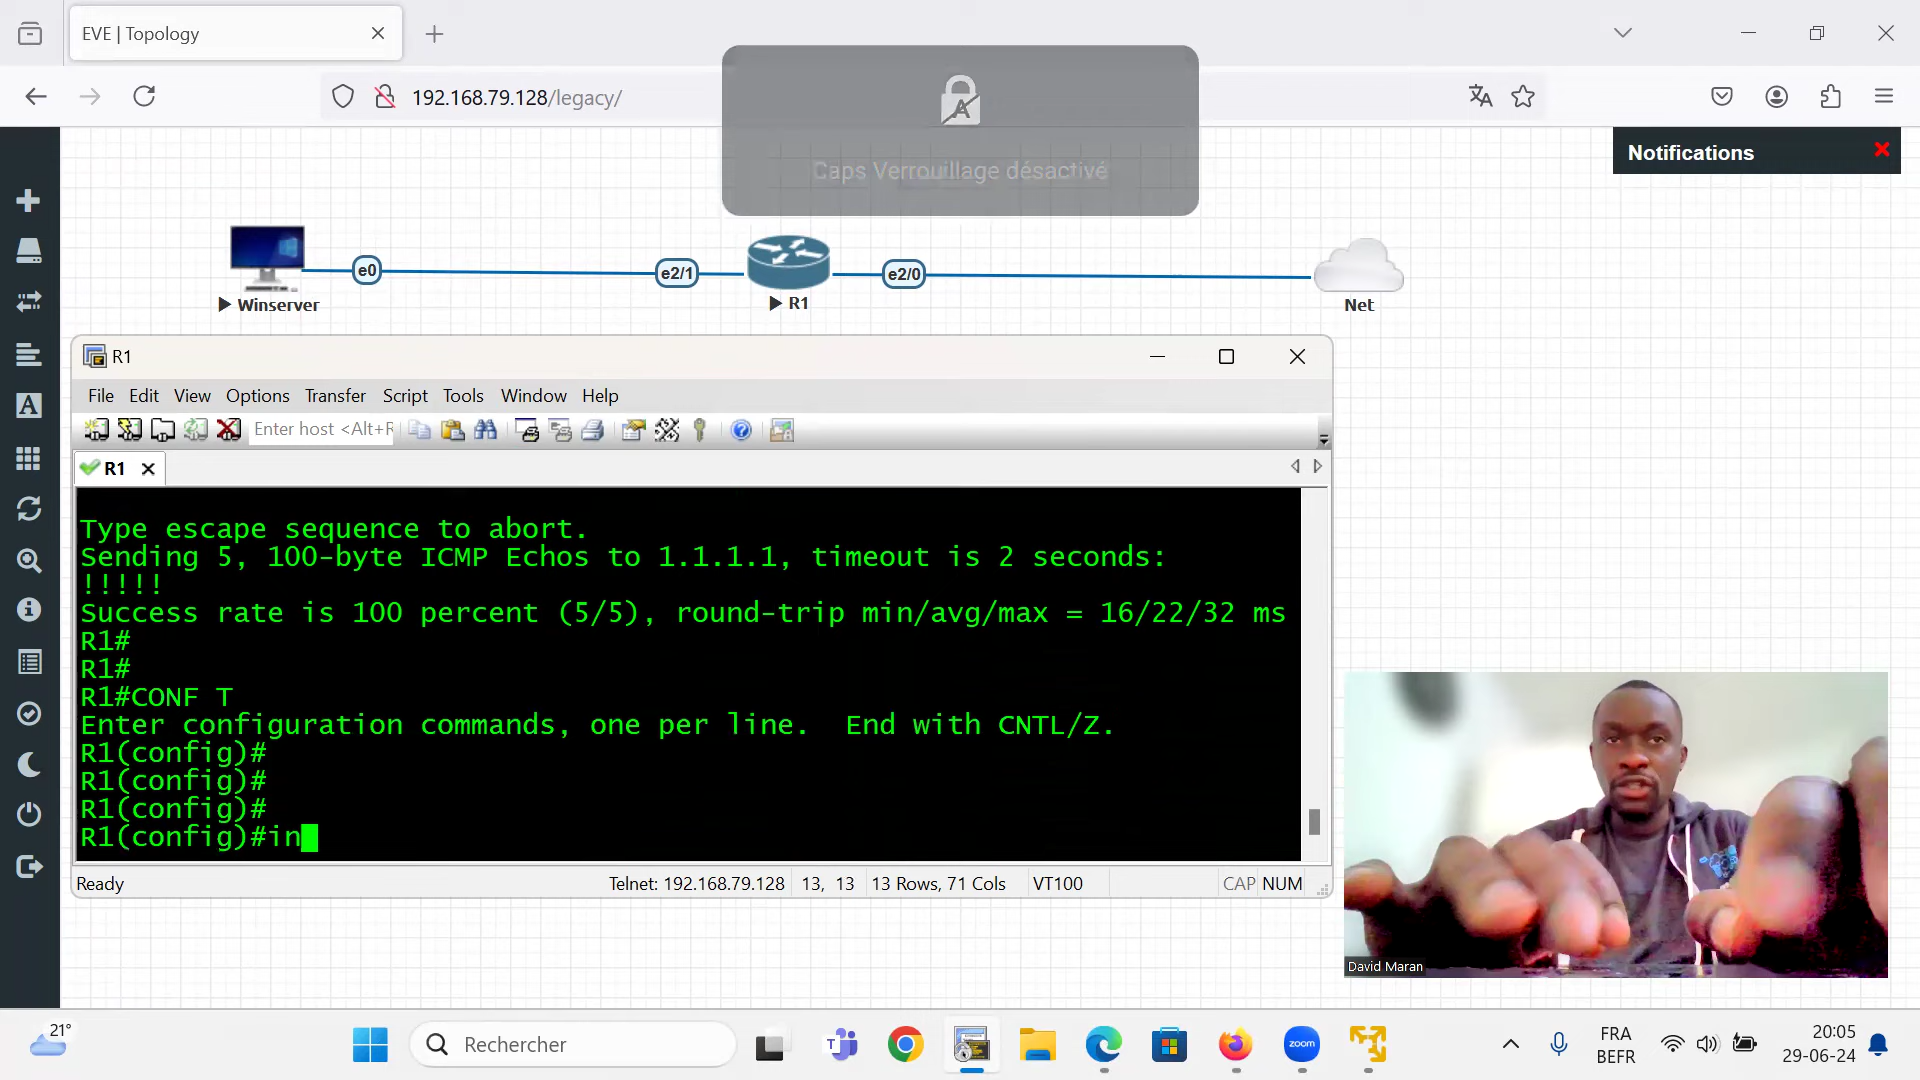 EVE | Topology
192.168.79.128/legacy/
Caps Verrouillage désactivé
Notifications
e0
e2/1
e2/0
Winserver
R1
Net
R1
File Edit View Options Transfer Script Tools Window Help
Enter host <Alt+R
R1
Type escape sequence to abort.
Sending 5, 100-byte ICMP Echos to 1.1.1.1, timeout is 2 seconds:
!!!!!
Success rate is 100 percent (5/5), round-trip min/avg/max = 16/22/32 ms
R1#
R1#
R1#CONF T
Enter configuration commands, one per line.  End with CNTL/Z.
R1(config)#
R1(config)#
R1(config)#
R1(config)#in
Ready Telnet: 192.168.79.128 13, 13 13 Rows, 71 Cols VT100 CAP NUM
David Maran
21°
Rechercher
zoom
FRA
BEFR
20:05
29-06-24